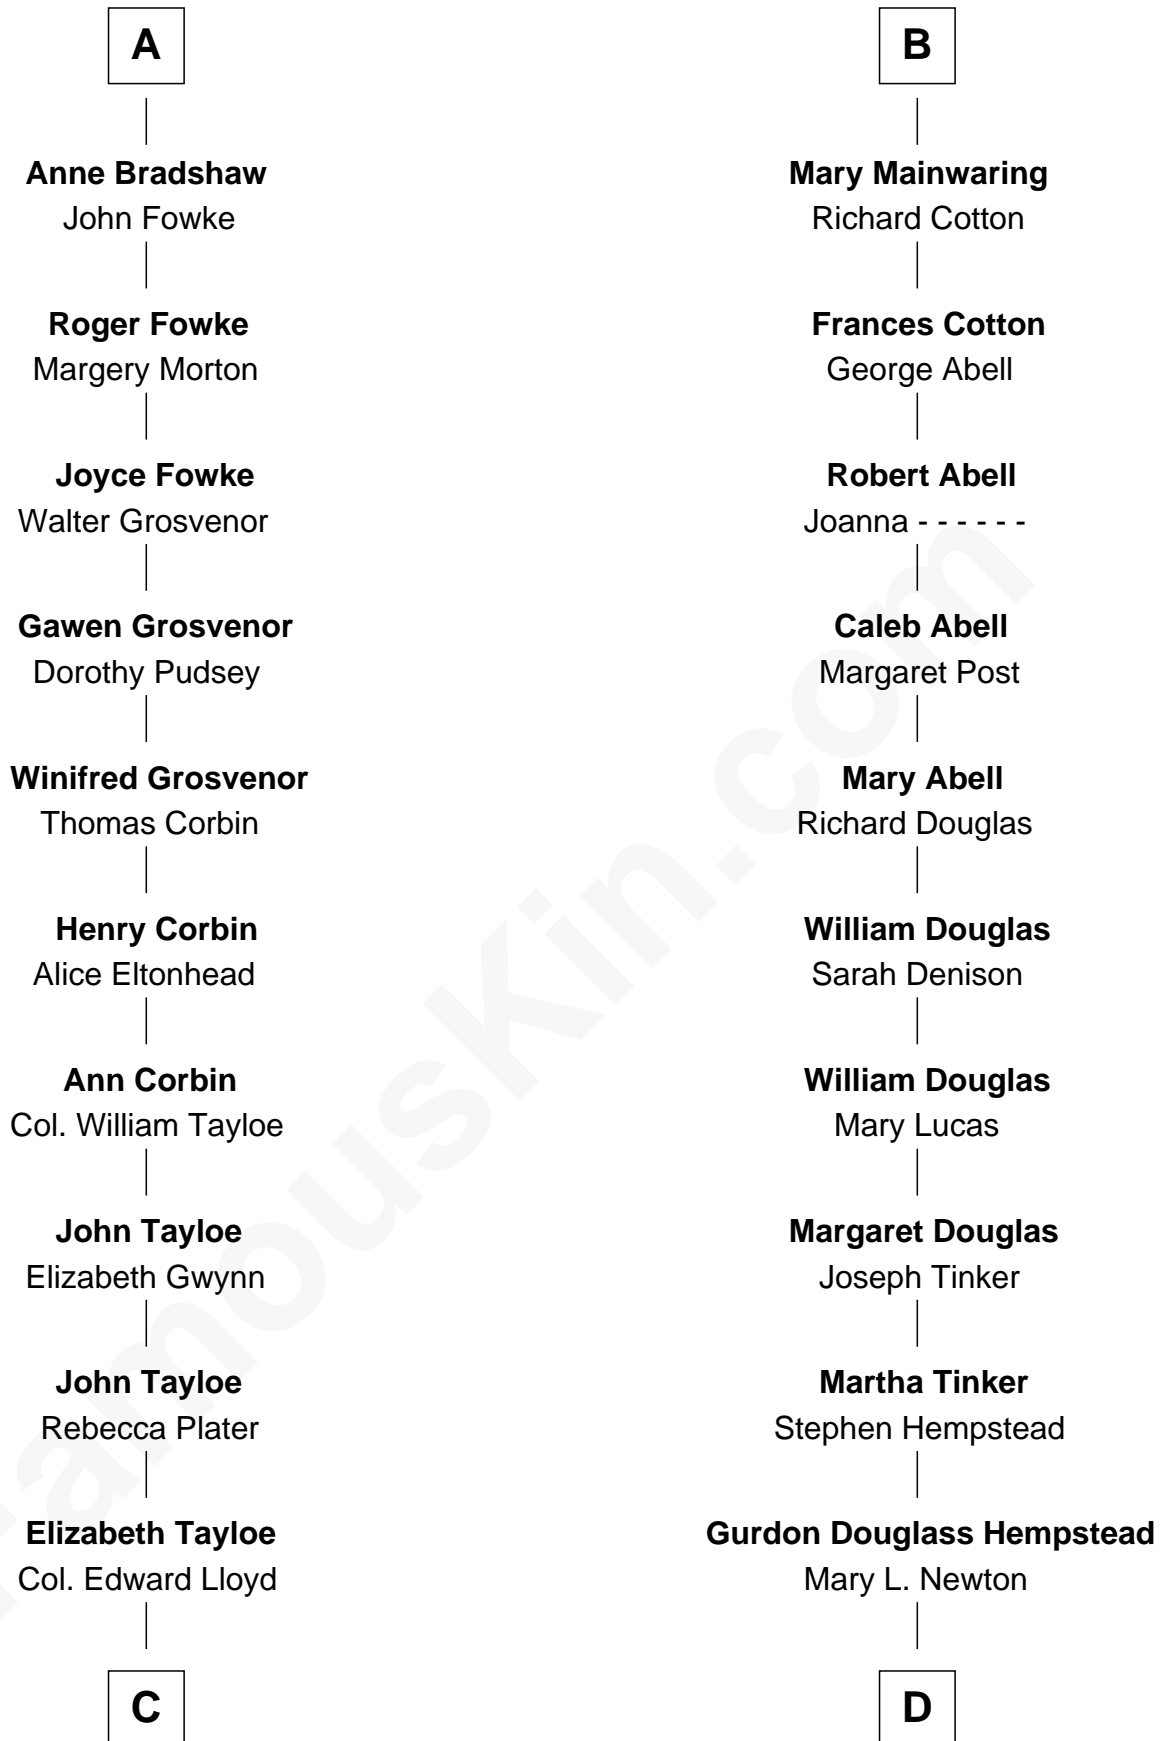 A
Anne Bradshaw
John Fowke
Roger Fowke
Margery Morton
Joyce Fowke
Walter Grosvenor
Gawen Grosvenor
Dorothy Pudsey
Winifred Grosvenor
Thomas Corbin
Henry Corbin
Alice Eltonhead
Ann Corbin
Col. William Tayloe
John Tayloe
Elizabeth Gwynn
John Tayloe
Rebecca Plater
Elizabeth Tayloe
Col. Edward Lloyd
C
B
Mary Mainwaring
Richard Cotton
Frances Cotton
George Abell
Robert Abell
Joanna - - - - - -
Caleb Abell
Margaret Post
Mary Abell
Richard Douglas
William Douglas
Sarah Denison
William Douglas
Mary Lucas
Margaret Douglas
Joseph Tinker
Martha Tinker
Stephen Hempstead
Gurdon Douglass Hempstead
Mary L. Newton
D
FamousKin.com